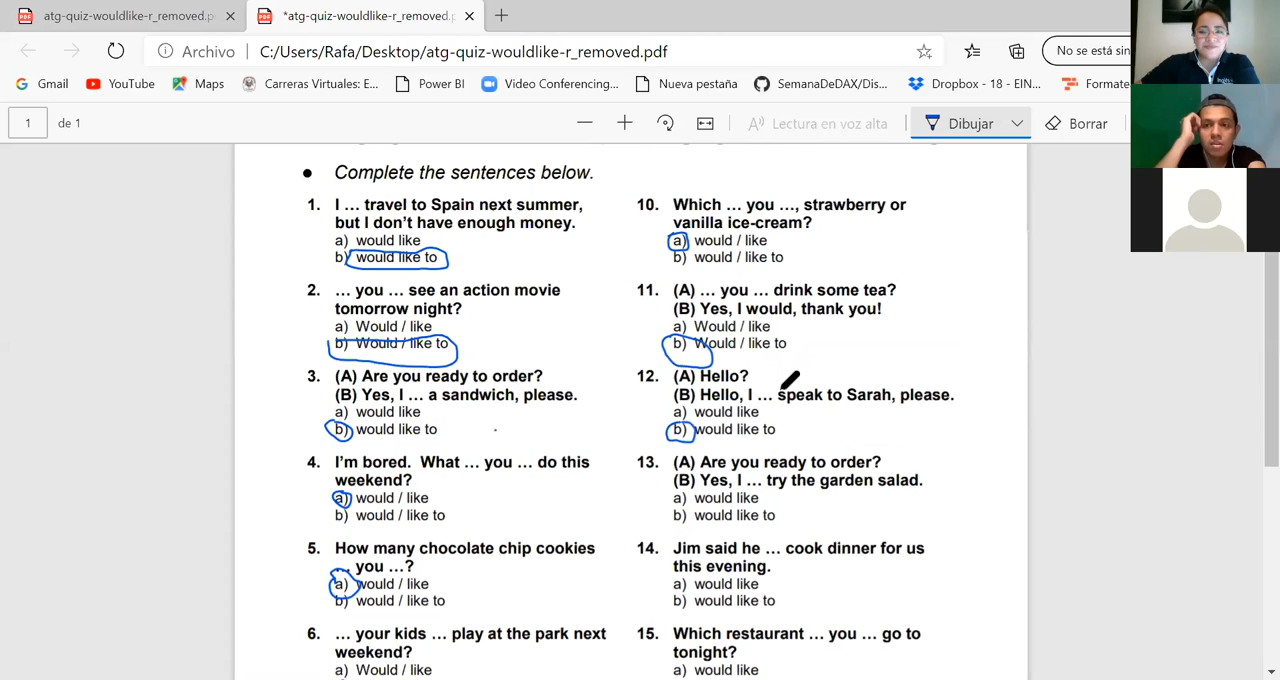 atg-quiz-wouldlike-r_removed.p
*atg-quiz-wouldlike-r_removed.pdf
Archivo
C:/Users/Rafa/Desktop/atg-quiz-wouldlike-r_removed.pdf
No se está sin
Gmail
YouTube
Maps
Carreras Virtuales: E...
Power BI
Video Conferencing...
Nueva pestaña
SemanaDeDAX/Dis...
Dropbox - 18 - EIN...
Formate
1
de 1
Lectura en voz alta
Dibujar
Borrar
● Complete the sentences below.
1. I ... travel to Spain next summer,
but I don't have enough money.
a) would like
b) would like to
2. ... you ... see an action movie
tomorrow night?
a) Would / like
b) Would / like to
3. (A) Are you ready to order?
(B) Yes, I ... a sandwich, please.
a) would like
b) would like to
4. I'm bored. What ... you ... do this
weekend?
a) would / like
b) would / like to
5. How many chocolate chip cookies
... you ...?
a) would / like
b) would / like to
6. ... your kids ... play at the park next
weekend?
a) Would / like
10. Which ... you ..., strawberry or
vanilla ice-cream?
a) would / like
b) would / like to
11. (A) ... you ... drink some tea?
(B) Yes, I would, thank you!
a) Would / like
b) Would / like to
12. (A) Hello?
(B) Hello, I ... speak to Sarah, please.
a) would like
b) would like to
13. (A) Are you ready to order?
(B) Yes, I ... try the garden salad.
a) would like
b) would like to
14. Jim said he ... cook dinner for us
this evening.
a) would like
b) would like to
15. Which restaurant ... you ... go to
tonight?
a) would like